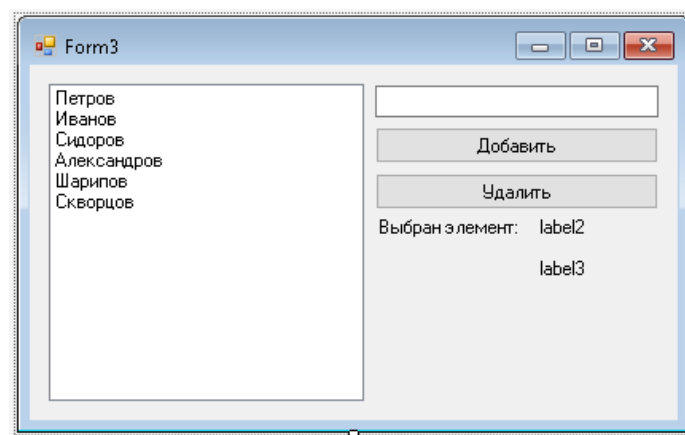 Form3
Петров
Иванов
Сидоров
Александров
Шарипов
Скворцов
Добавить
Удалить
Выбран элемент: label2
label3